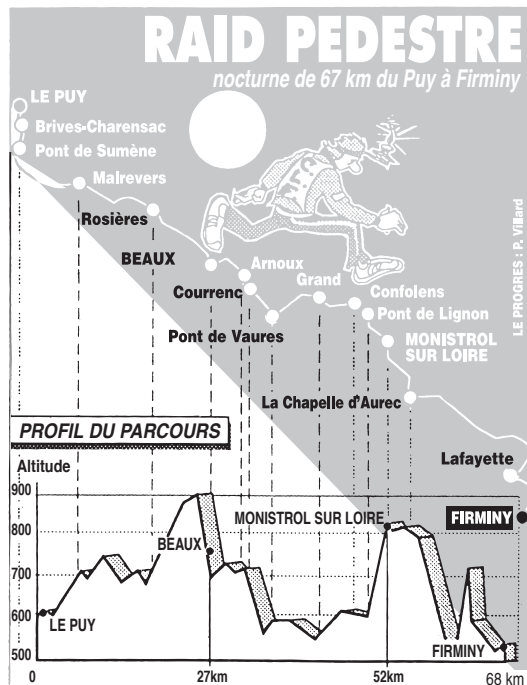 RAID PEDESTRE
nocturne de 67 km du Puy à Firminy
LE PUY
Brives-Charensac
Pont de Sumène
Malrevers
Rosières
BEAUX
Arnoux
Courrenc
Grand
Confolens
Pont de Vaures
Pont de Lignon
MONISTROL
SUR LOIRE
La Chapelle d'Aurec
Lafayette
FIRMINY
LE PROGRES : P. Villard
M.P.C
PROFIL DU PARCOURS
Altitude
900
800
700
600
500
LE PUY
BEAUX
MONISTROL SUR LOIRE
FIRMINY
0
27km
52km
68 km